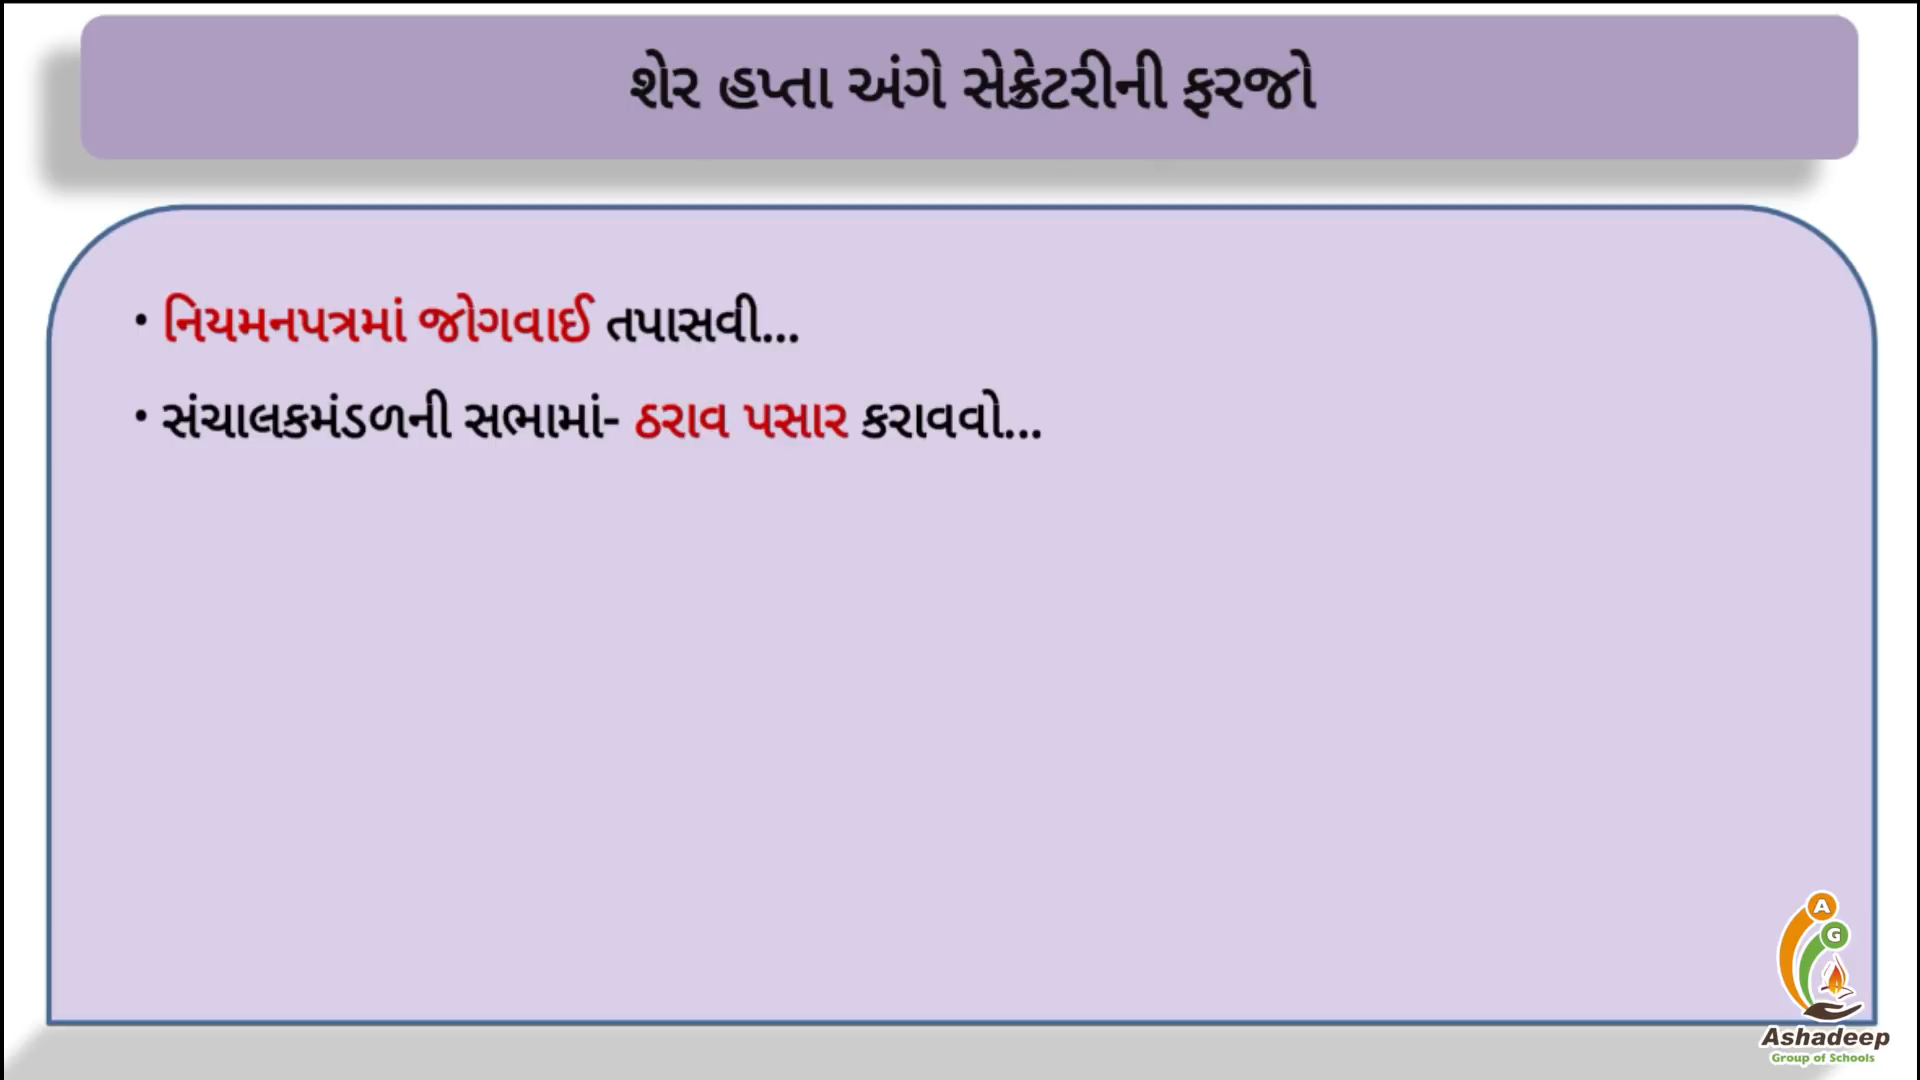 શેર હપ્તા અંગે સેક્રેટરીની ફરજો
• નિયમનપત્રમાં જોગવાઈ તપાસવી...
• સંચાલકમંડળની સભામાં- ઠરાવ પસાર કરાવવો...
A
G
Ashadeep
Group of Schools